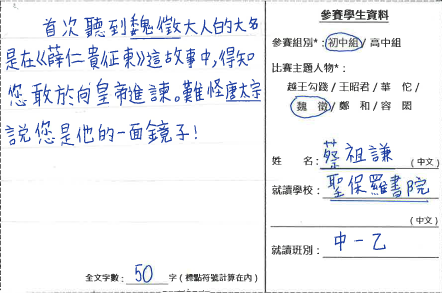 首次聽到魏徵大人的大名
是在《薛仁貴征東》這故事中,得知
您敢於向皇帝進諫。難怪唐太宗
說您是他的一面鏡子!
全文字數: 50 字(標點符號計算在內)
參賽學生資料
參賽組別*:初中組/高中組
比賽主題人物*:
越王勾踐/王昭君/華 佗/
魏 徵/鄭 和/容 閎
姓 名: 蔡祖謙 (中文)
就讀學校: 聖保羅書院
(中文)
就讀班別: 中一乙